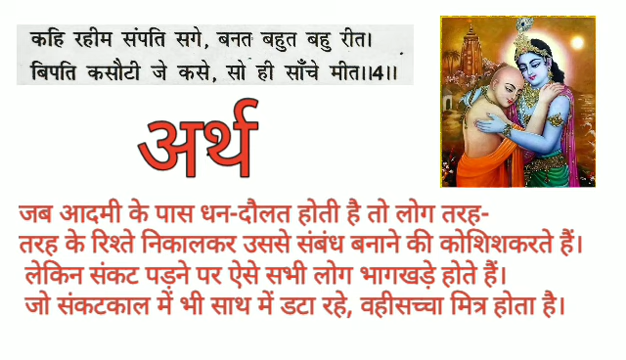 कहि रहीम संपति सगे, बनत बहुत बहु रीत।
बिपति कसौटी जे कसे, सो ही साँचे मीत॥4॥
अर्थ
जब आदमी के पास धन-दौलत होती है तो लोग तरह-
तरह के रिश्ते निकालकर उससे संबंध बनाने की कोशिशकरते हैं।
लेकिन संकट पड़ने पर ऐसे सभी लोग भागखड़े होते हैं।
जो संकटकाल में भी साथ में डटा रहे, वहीसच्चा मित्र होता है।